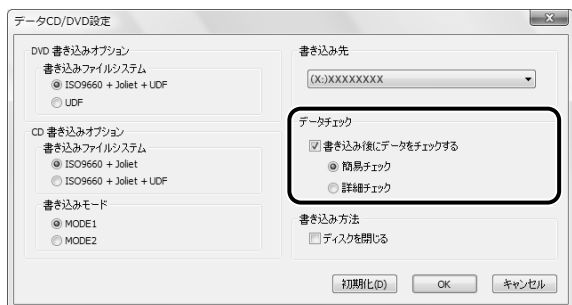 データCD/DVD設定
DVD 書き込みオプション
書き込みファイルシステム
ISO9660 + Joliet + UDF
UDF
CD 書き込みオプション
書き込みファイルシステム
ISO9660 + Joliet
ISO9660 + Joliet + UDF
書き込みモード
MODE1
MODE2
書き込み先
(X:)XXXXXXXX
データチェック
書き込み後にデータをチェックする
簡易チェック
詳細チェック
書き込み方法
ディスクを閉じる
初期化(D)
OK
キャンセル